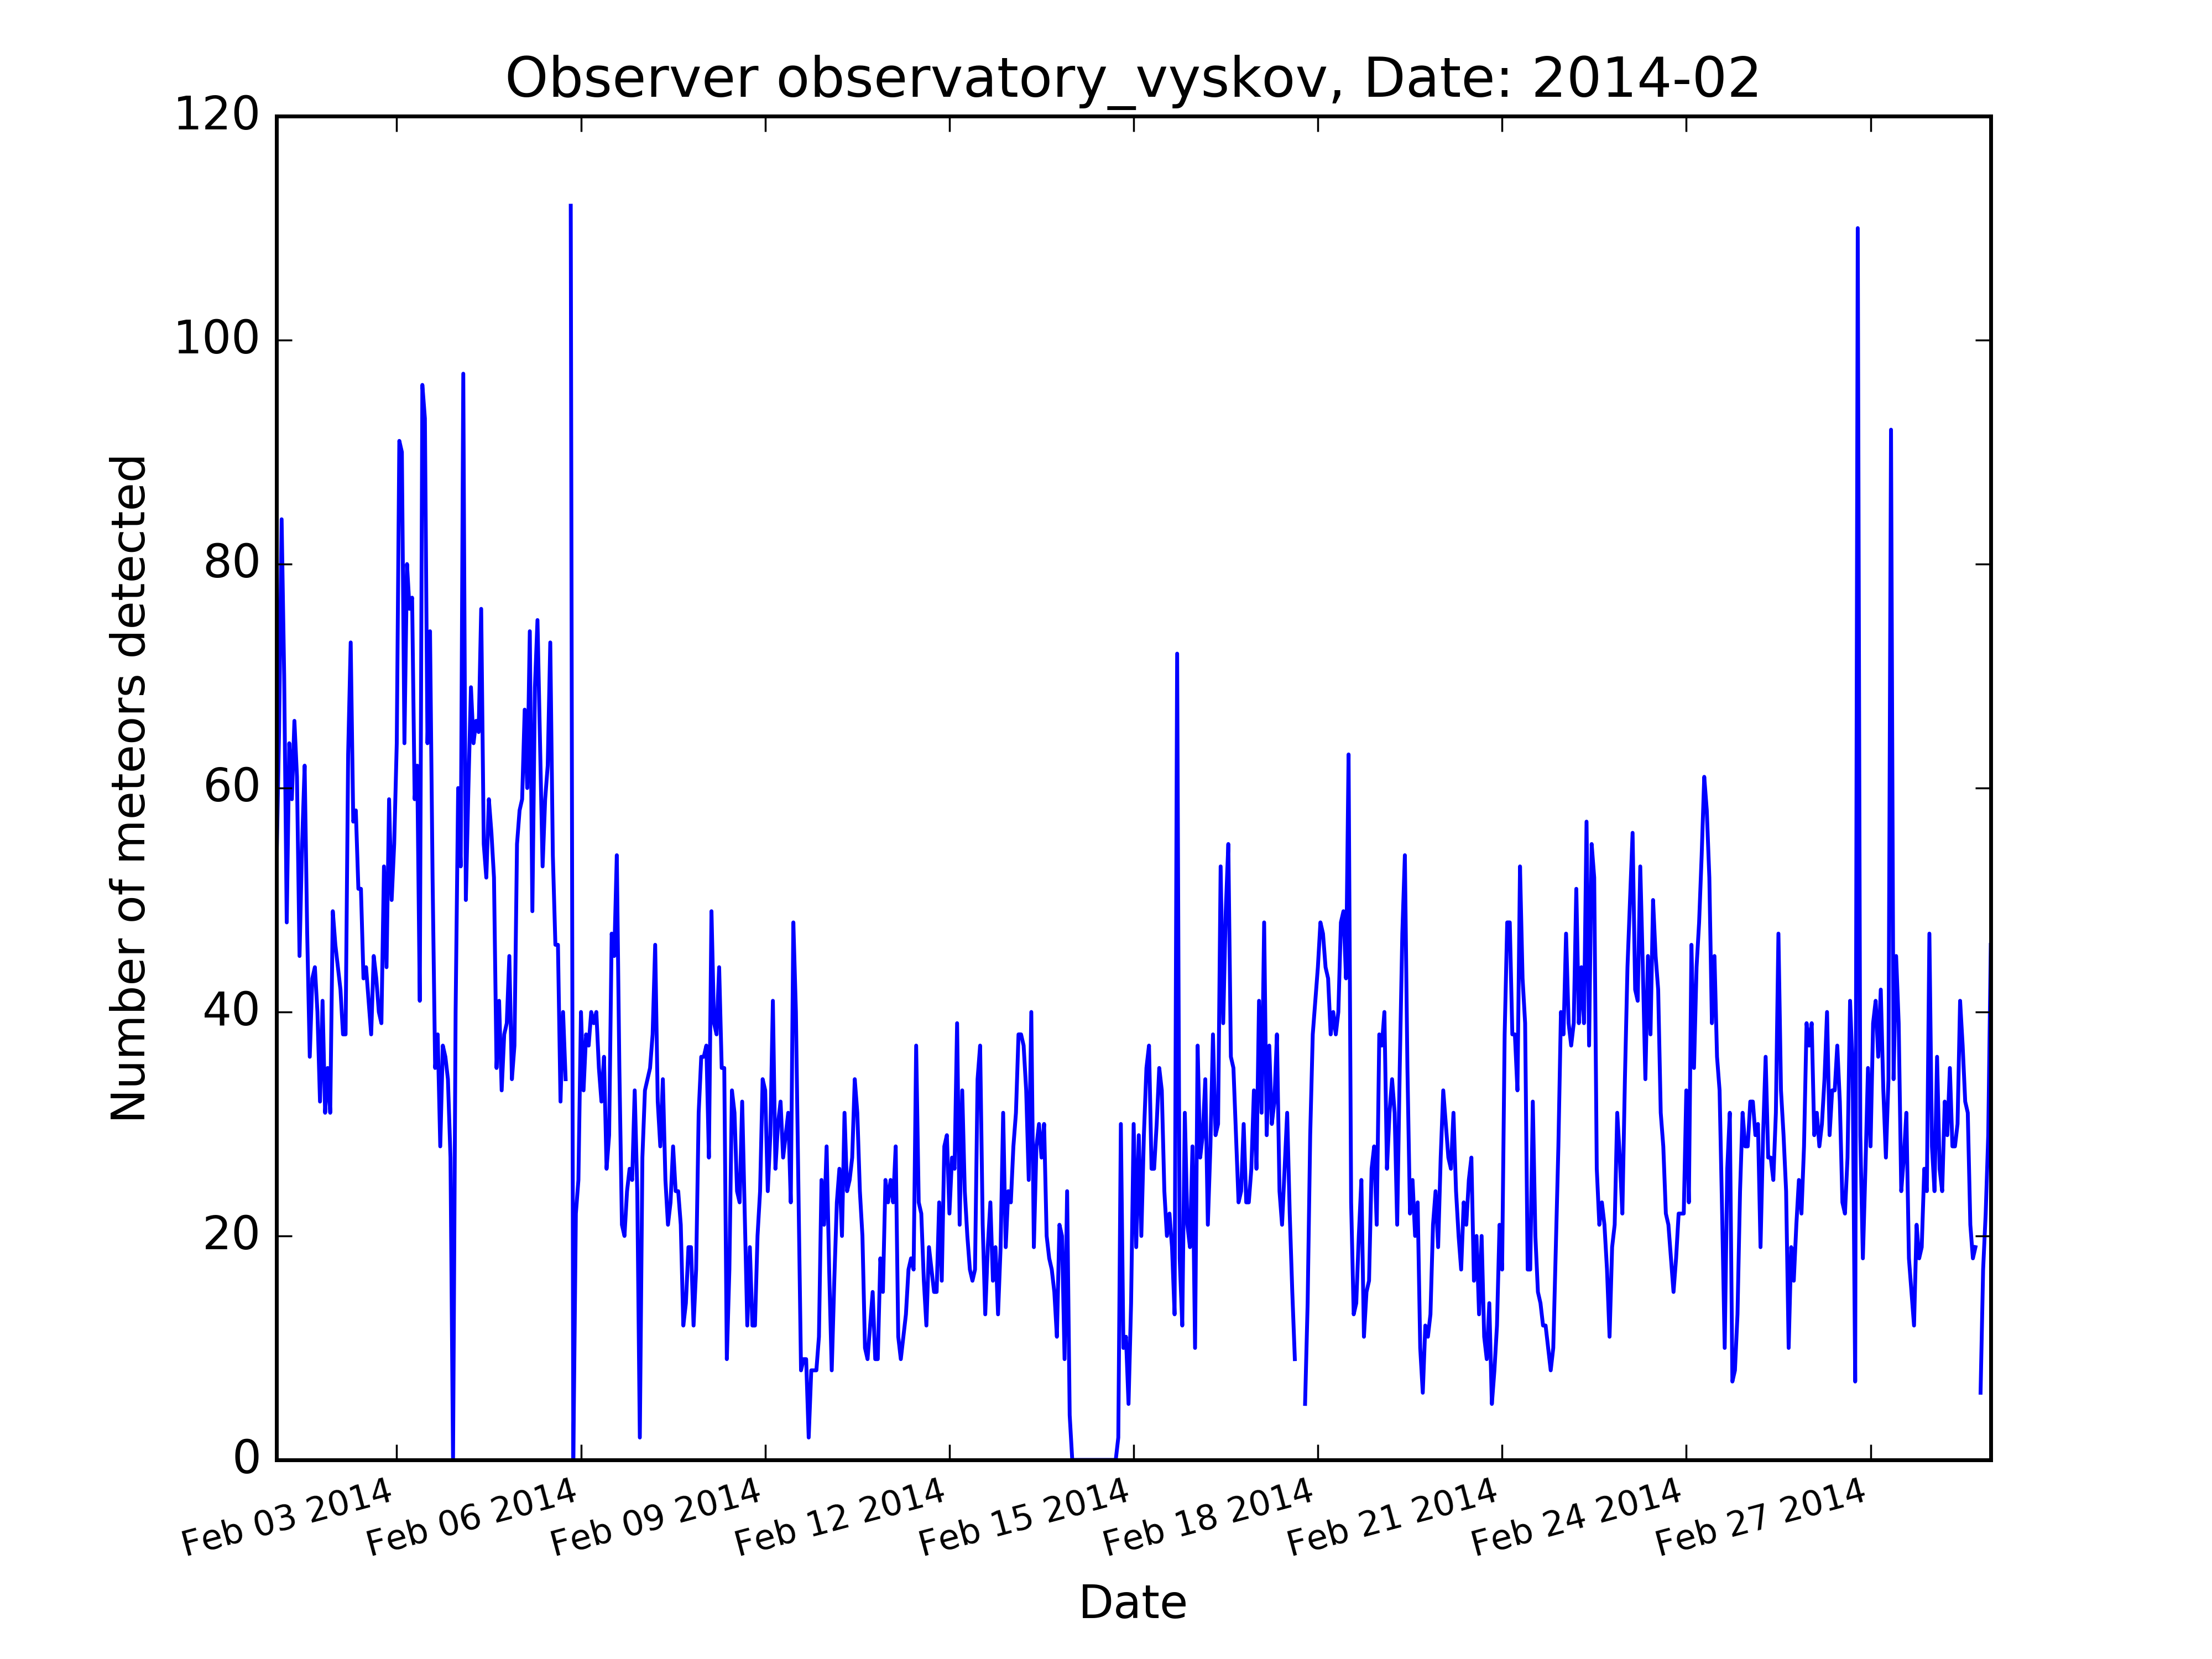 Observer observatory_vyskov, Date: 2014-02
120
100
80
60
40
20
0
Number of meteors detected
Feb 03 2014
Feb 06 2014
Feb 09 2014
Feb 12 2014
Feb 15 2014
Feb 18 2014
Feb 21 2014
Feb 24 2014
Feb 27 2014
Date